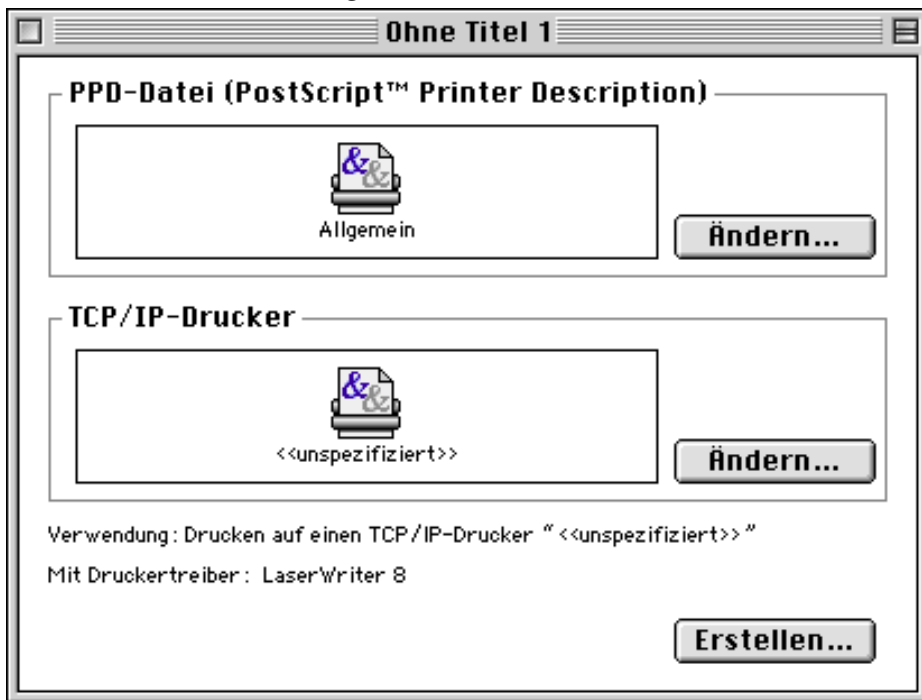 Ohne Titel 1
PPD-Datei (PostScript™ Printer Description)
&&
Allgemein
Ändern...
TCP/IP-Drucker
&&
<<unspezifiziert>>
Ändern...
Verwendung: Drucken auf einen TCP/IP-Drucker “<<unspezifiziert>>”
Mit Druckertreiber: LaserWriter 8
Erstellen...